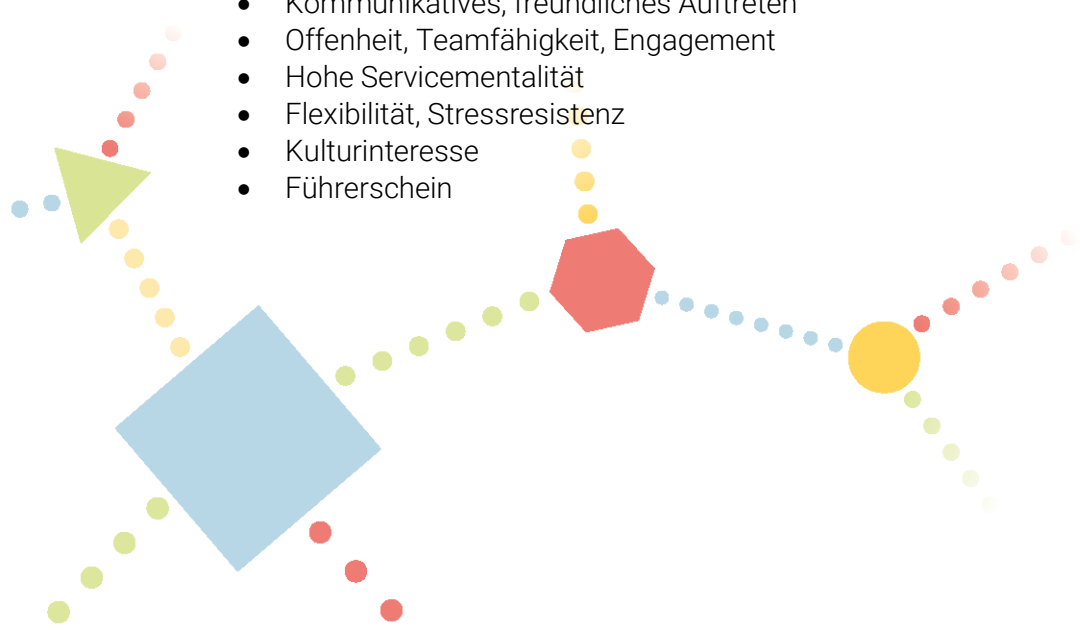 • Kommunikatives, freundliches Auftreten
• Offenheit, Teamfähigkeit, Engagement
• Hohe Servicementalität
• Flexibilität, Stressresistenz
• Kulturinteresse
• Führerschein